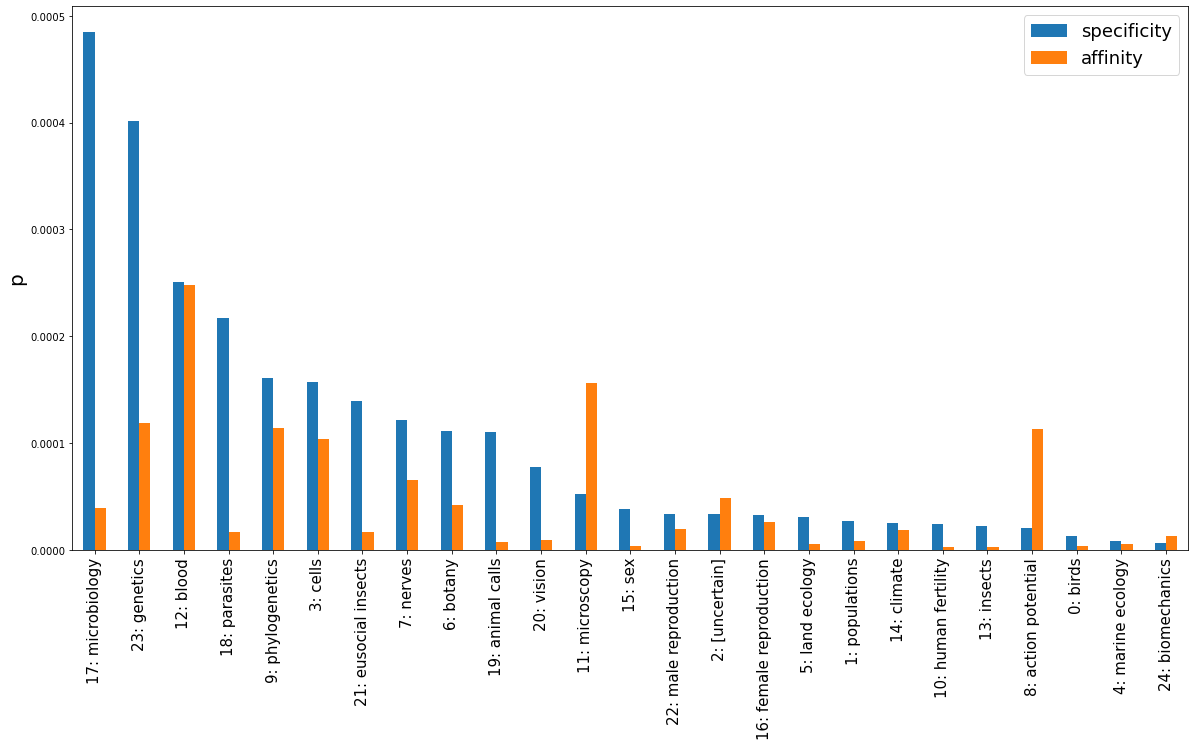 0.0005
0.0004
0.0003
0.0002
0.0001
0.0000
p
specificity
affinity
17: microbiology
23: genetics
12: blood
18: parasites
9: phylogenetics
3: cells
21: eusocial insects
7: nerves
6: botany
19: animal calls
20: vision
11: microscopy
15: sex
22: male reproduction
2: [uncertain]
16: female reproduction
5: land ecology
1: populations
14: climate
10: human fertility
13: insects
8: action potential
0: birds
4: marine ecology
24: biomechanics